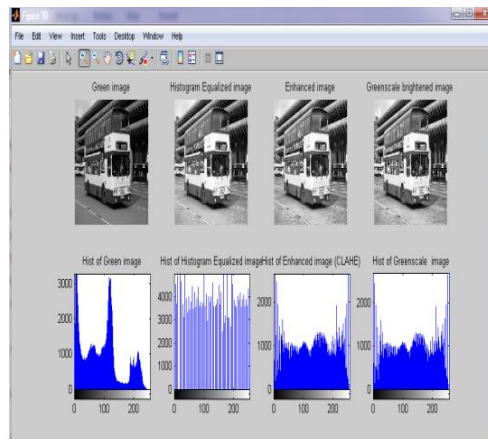 Figure 10
File Edit View Insert Tools Desktop Window Help
Green image Histogram Equalized image Enhanced image Greenscale brightened image
Hist of Green image Hist of Histogram Equalized image Hist of Enhanced image (CLAHE) Hist of Greenscale image
3000 4000 2000 2000
2000 3000
1000 2000 1000 1000
1000
0 0 0 0
0 100 200 0 100 200 0 100 200 0 100 200